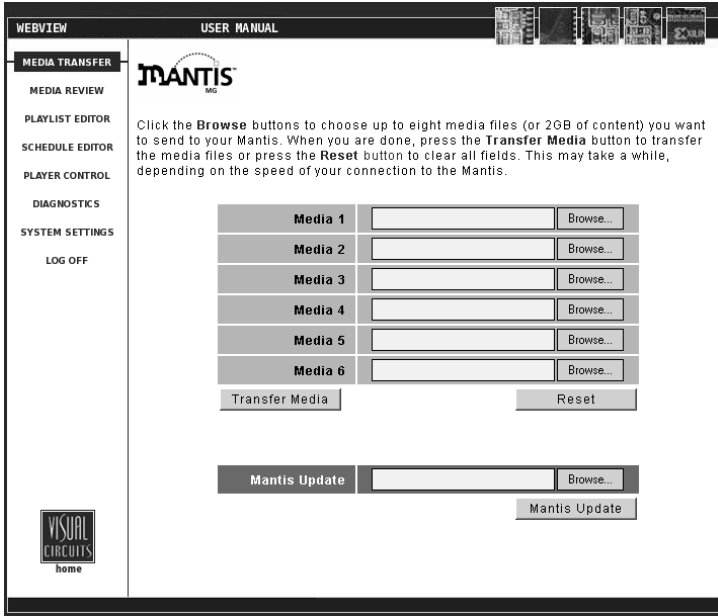 WEBVIEW USER MANUAL
MEDIA TRANSFER
MEDIA REVIEW
PLAYLIST EDITOR
SCHEDULE EDITOR
PLAYER CONTROL
DIAGNOSTICS
SYSTEM SETTINGS
LOG OFF
VISUAL
CIRCUITS
home
MANTIS™
MG
Click the Browse buttons to choose up to eight media files (or 2GB of content) you want
to send to your Mantis. When you are done, press the Transfer Media button to transfer
the media files or press the Reset button to clear all fields. This may take a while,
depending on the speed of your connection to the Mantis.
Media 1 Browse...
Media 2 Browse...
Media 3 Browse...
Media 4 Browse...
Media 5 Browse...
Media 6 Browse...
Transfer Media Reset
Mantis Update Browse...
Mantis Update